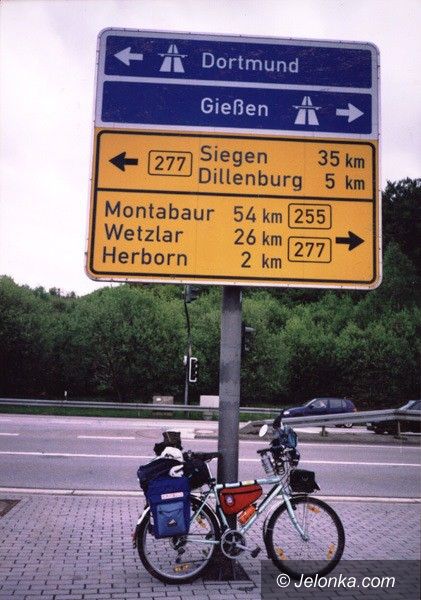 Dortmund
Gießen
277 Siegen 35 km
Dillenburg 5 km
Montabaur 54 km 255
Wetzlar 26 km 277
Herborn 2 km
© Jelonka.com